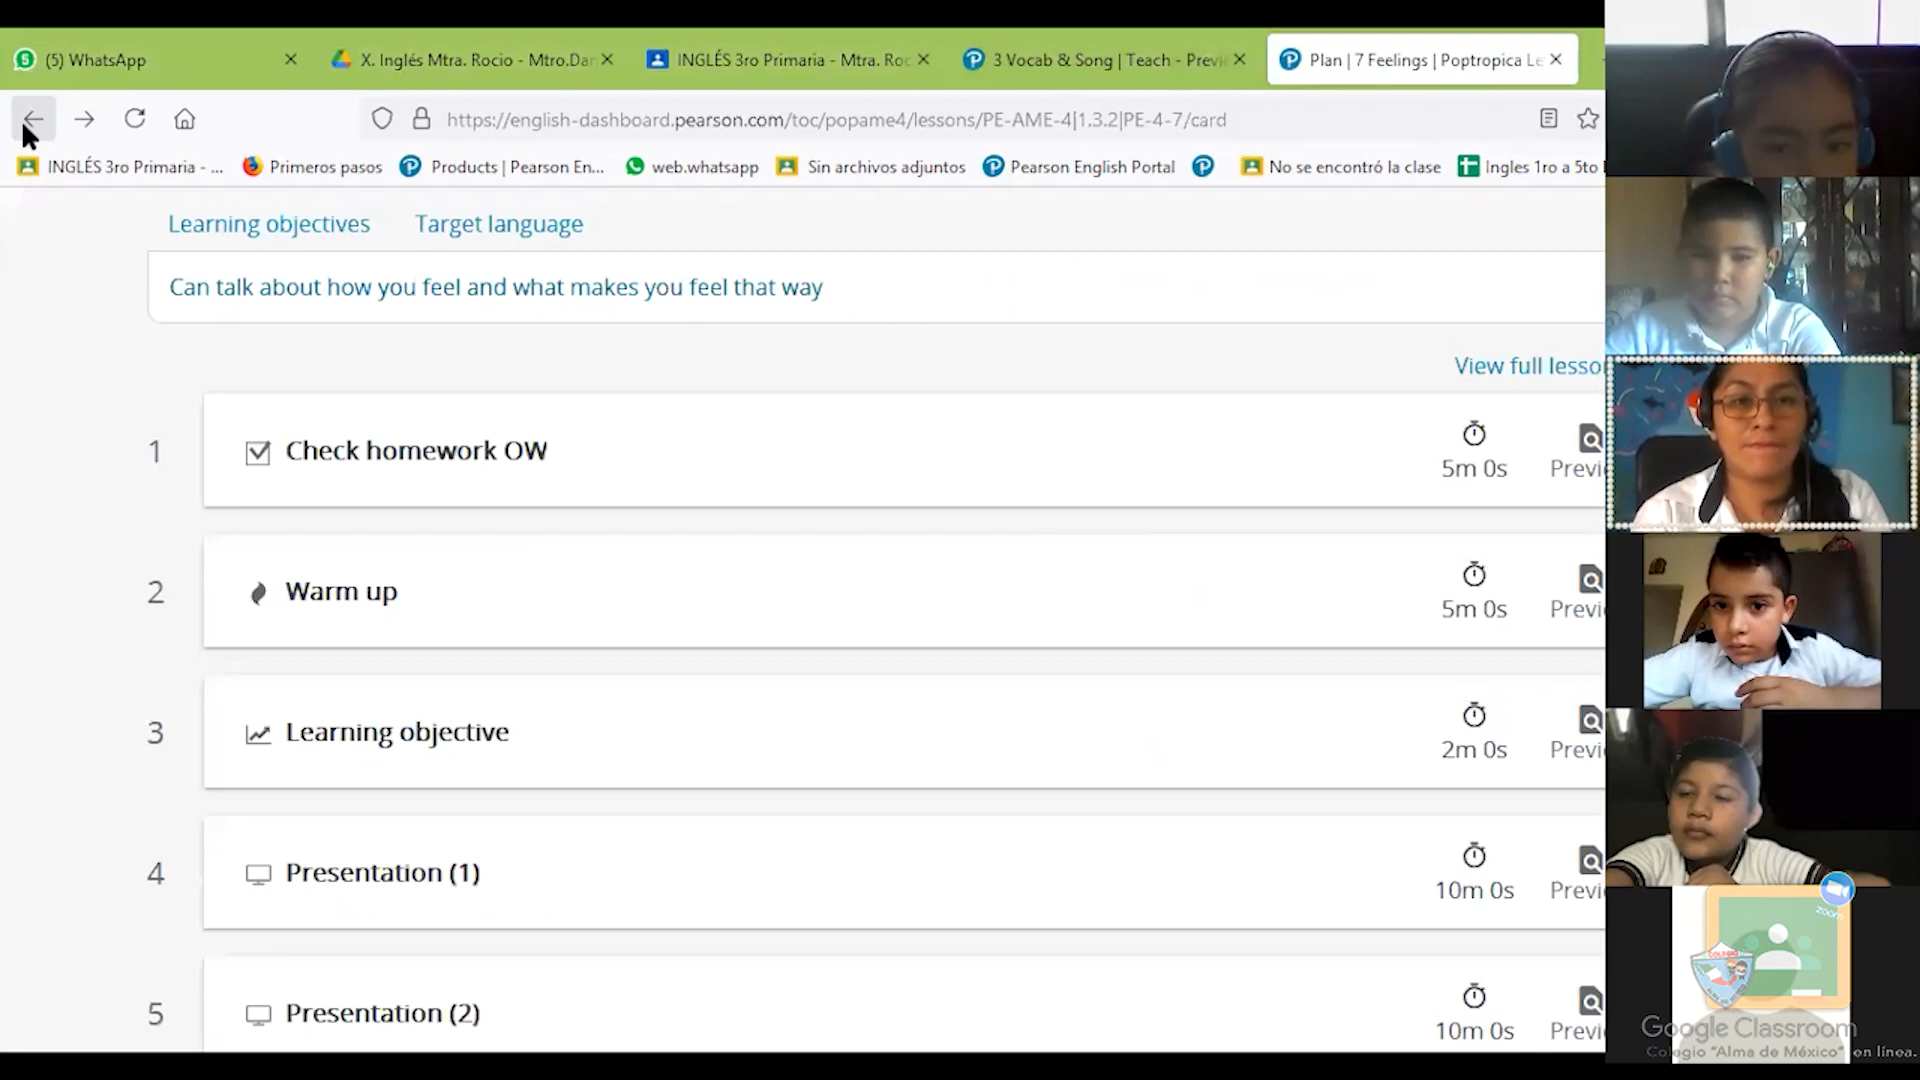 (5) WhatsApp
X. Inglés Mtra. Rocio - Mtro.Dan
INGLÉS 3ro Primaria - Mtra. Roc
3 Vocab & Song | Teach - Previ
Plan | 7 Feelings | Poptropica Le
https://english-dashboard.pearson.com/toc/popame4/lessons/PE-AME-4|1.3.2|PE-4-7/card
INGLÉS 3ro Primaria - ...
Primeros pasos
Products | Pearson En...
web.whatsapp
Sin archivos adjuntos
Pearson English Portal
No se encontró la clase
Ingles 1ro a 5to
Learning objectives
Target language
Can talk about how you feel and what makes you feel that way
View full lesso
1 Check homework OW 5m 0s Previ
2 Warm up 5m 0s Previ
3 Learning objective 2m 0s Previ
4 Presentation (1) 10m 0s Previ
5 Presentation (2) 10m 0s Previ
zoom
COLEGIO
Google Classroom
Colegio "Alma de México" en línea.